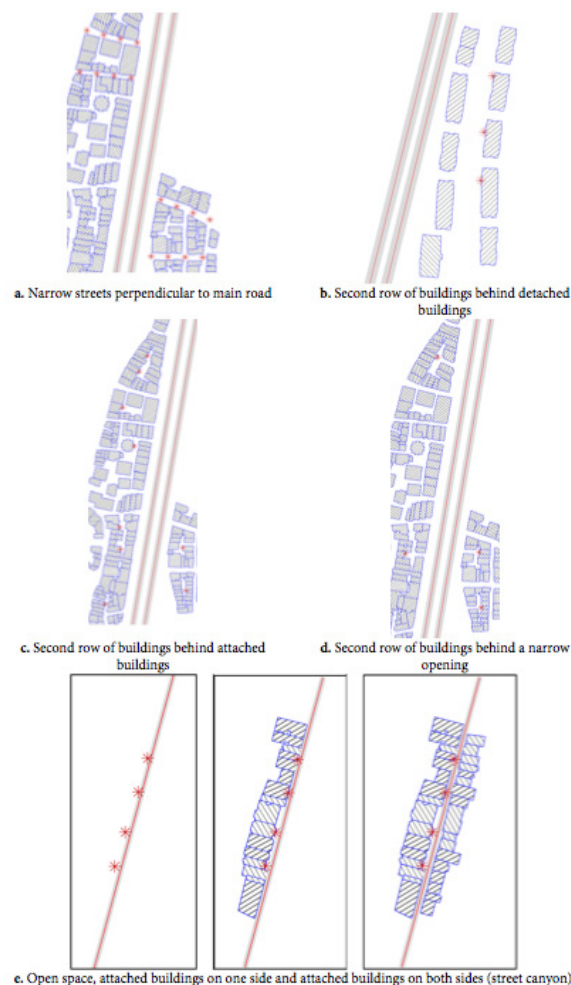 a. Narrow streets perpendicular to main road
b. Second row of buildings behind detached
buildings
c. Second row of buildings behind attached
buildings
d. Second row of buildings behind a narrow
opening
e. Open space, attached buildings on one side and attached buildings on both sides (street canyon)